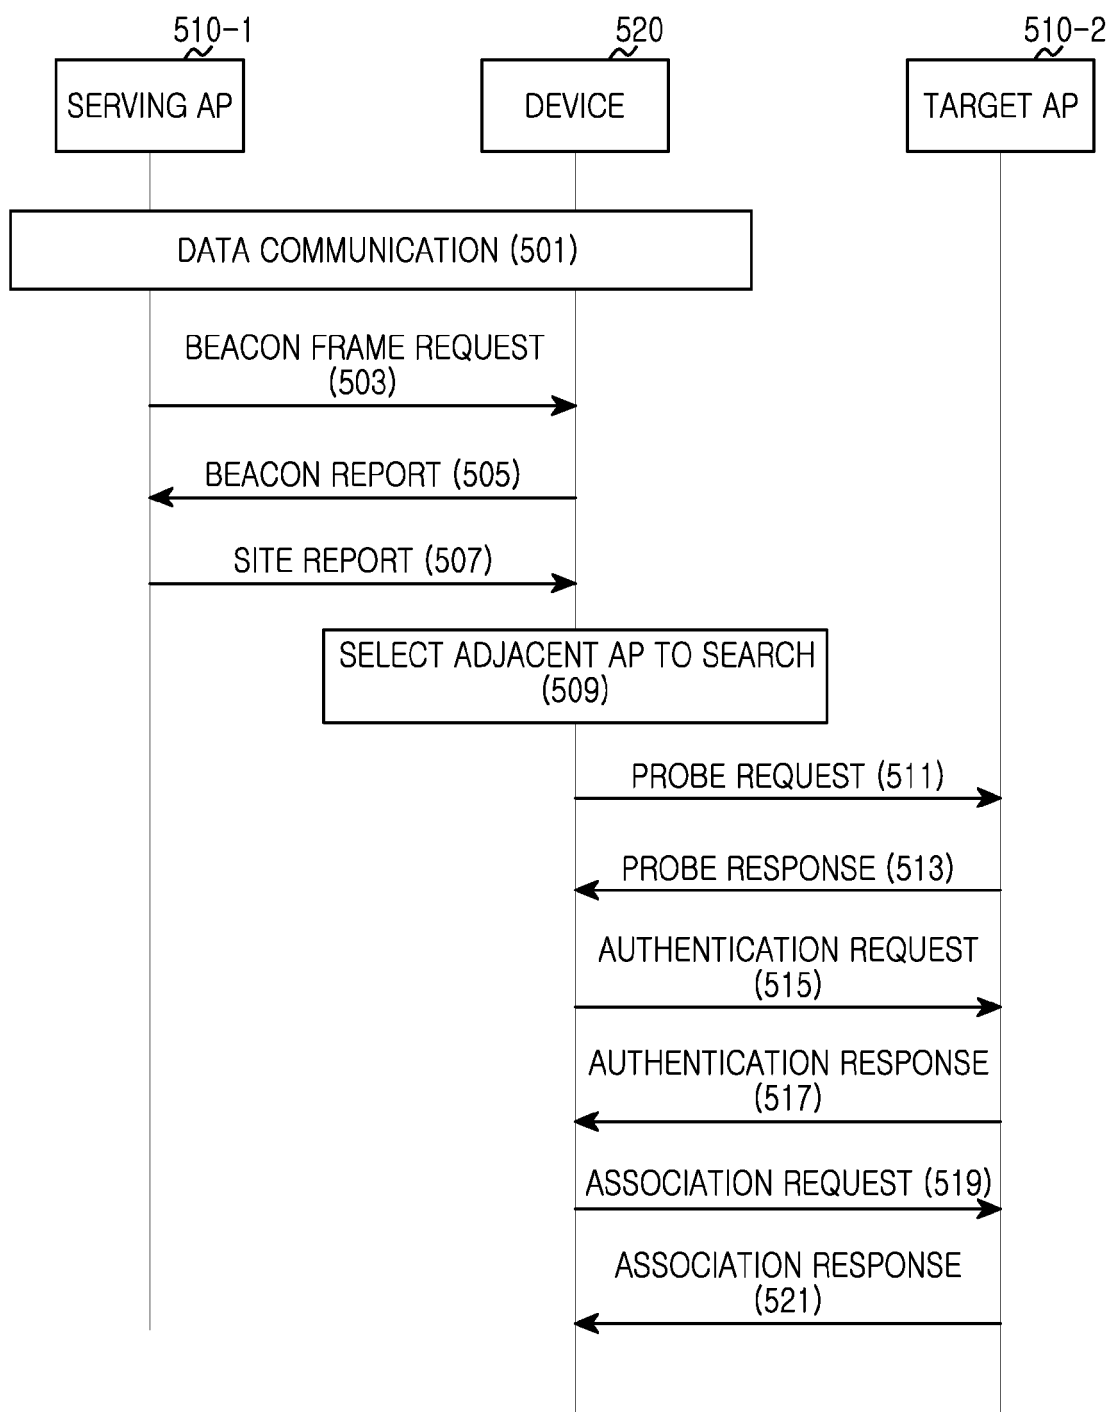 510-1
520
510-2
SERVING AP
DEVICE
TARGET AP
DATA COMMUNICATION (501)
BEACON FRAME REQUEST
(503)
BEACON REPORT (505)
SITE REPORT (507)
SELECT ADJACENT AP TO SEARCH
(509)
PROBE REQUEST (511)
PROBE RESPONSE (513)
AUTHENTICATION REQUEST
(515)
AUTHENTICATION RESPONSE
(517)
ASSOCIATION REQUEST (519)
ASSOCIATION RESPONSE
(521)